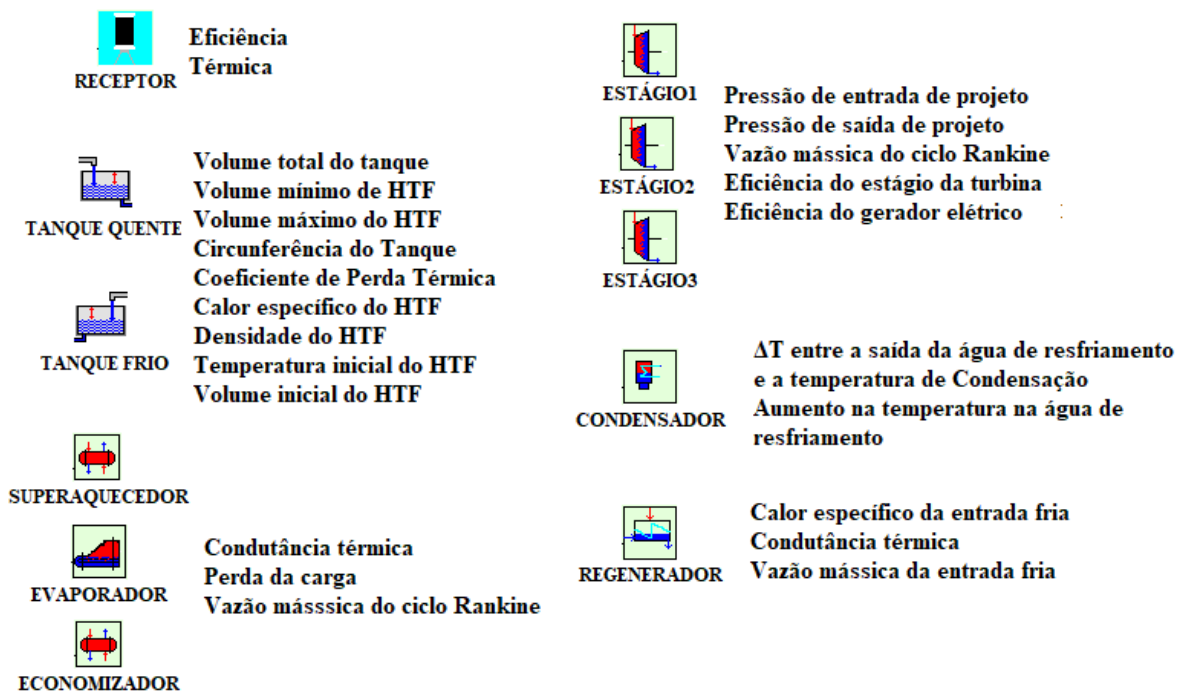 RECEPTOR
Eficiência
Térmica
TANQUE QUENTE
TANQUE FRIO
Volume total do tanque
Volume mínimo de HTF
Volume máximo do HTF
Circunferência do Tanque
Coeficiente de Perda Térmica
Calor específico do HTF
Densidade do HTF
Temperatura inicial do HTF
Volume inicial do HTF
SUPERAQUECEDOR
EVAPORADOR
ECONOMIZADOR
Condutância térmica
Perda da carga
Vazão másssica do ciclo Rankine
ESTÁGIO1
ESTÁGIO2
ESTÁGIO3
Pressão de entrada de projeto
Pressão de saída de projeto
Vazão mássica do ciclo Rankine
Eficiência do estágio da turbina
Eficiência do gerador elétrico
CONDENSADOR
ΔT entre a saída da água de resfriamento
e a temperatura de Condensação
Aumento na temperatura na água de
resfriamento
REGENERADOR
Calor específico da entrada fria
Condutância térmica
Vazão mássica da entrada fria